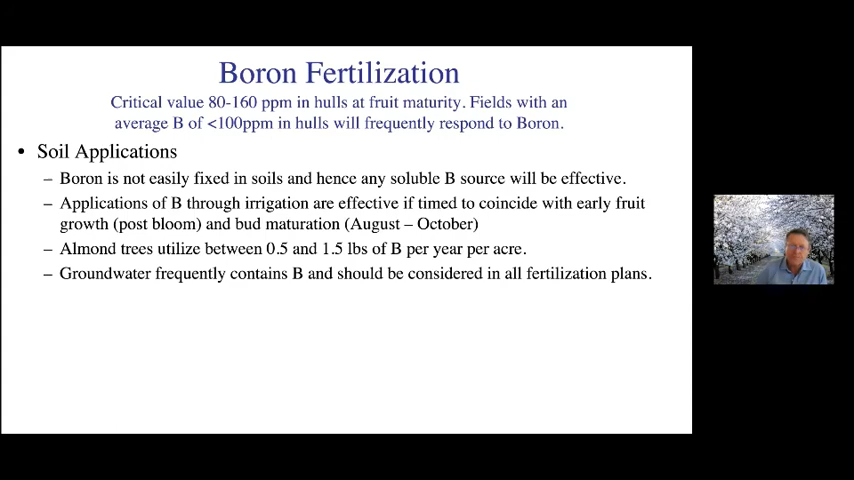 Boron Fertilization
Critical value 80-160 ppm in hulls at fruit maturity. Fields with an
average B of <100ppm in hulls will frequently respond to Boron.
• Soil Applications
– Boron is not easily fixed in soils and hence any soluble B source will be effective.
– Applications of B through irrigation are effective if timed to coincide with early fruit
growth (post bloom) and bud maturation (August – October)
– Almond trees utilize between 0.5 and 1.5 lbs of B per year per acre.
– Groundwater frequently contains B and should be considered in all fertilization plans.